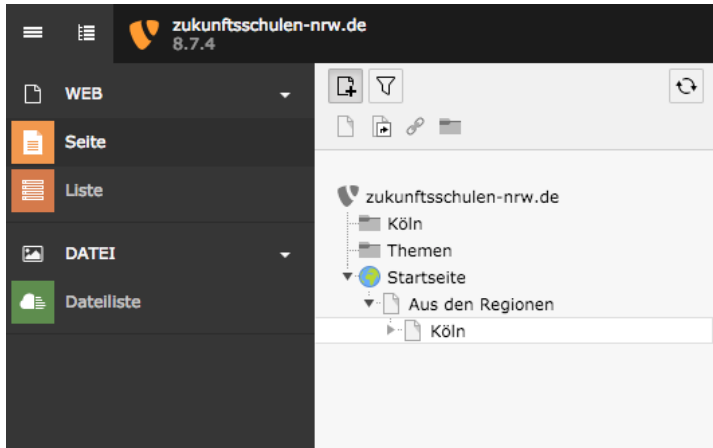 zukunftsschulen-nrw.de
8.7.4
WEB
Seite
Liste
DATEI
Dateiliste
zukunftsschulen-nrw.de
Köln
Themen
Startseite
Aus den Regionen
Köln